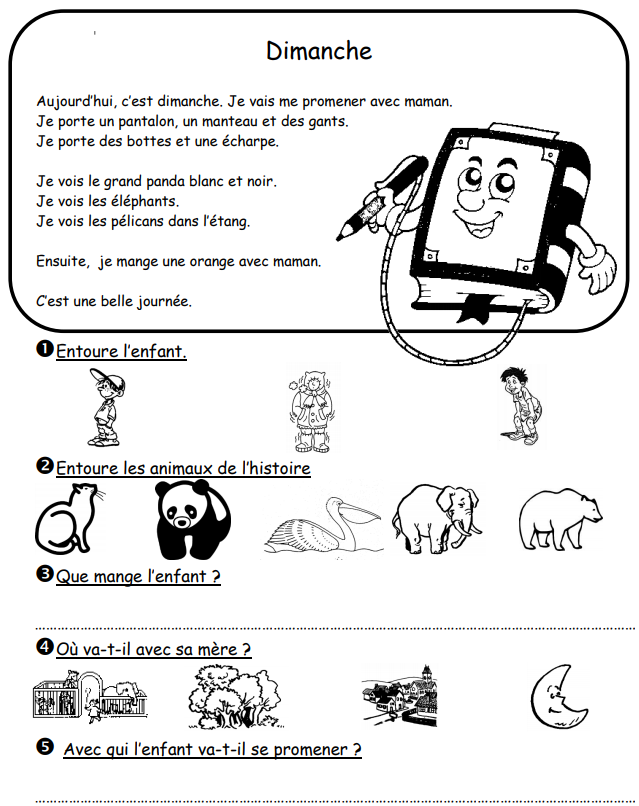 Dimanche
Aujourd'hui, c'est dimanche. Je vais me promener avec maman.
Je porte un pantalon, un manteau et des gants.
Je porte des bottes et une écharpe.
Je vois le grand panda blanc et noir.
Je vois les éléphants.
Je vois les pélicans dans l'étang.
Ensuite, je mange une orange avec maman.
C'est une belle journée.
❶ Entoure l'enfant.
❷ Entoure les animaux de l'histoire
❸ Que mange l'enfant ?
❹ Où va-t-il avec sa mère ?
❺ Avec qui l'enfant va-t-il se promener ?